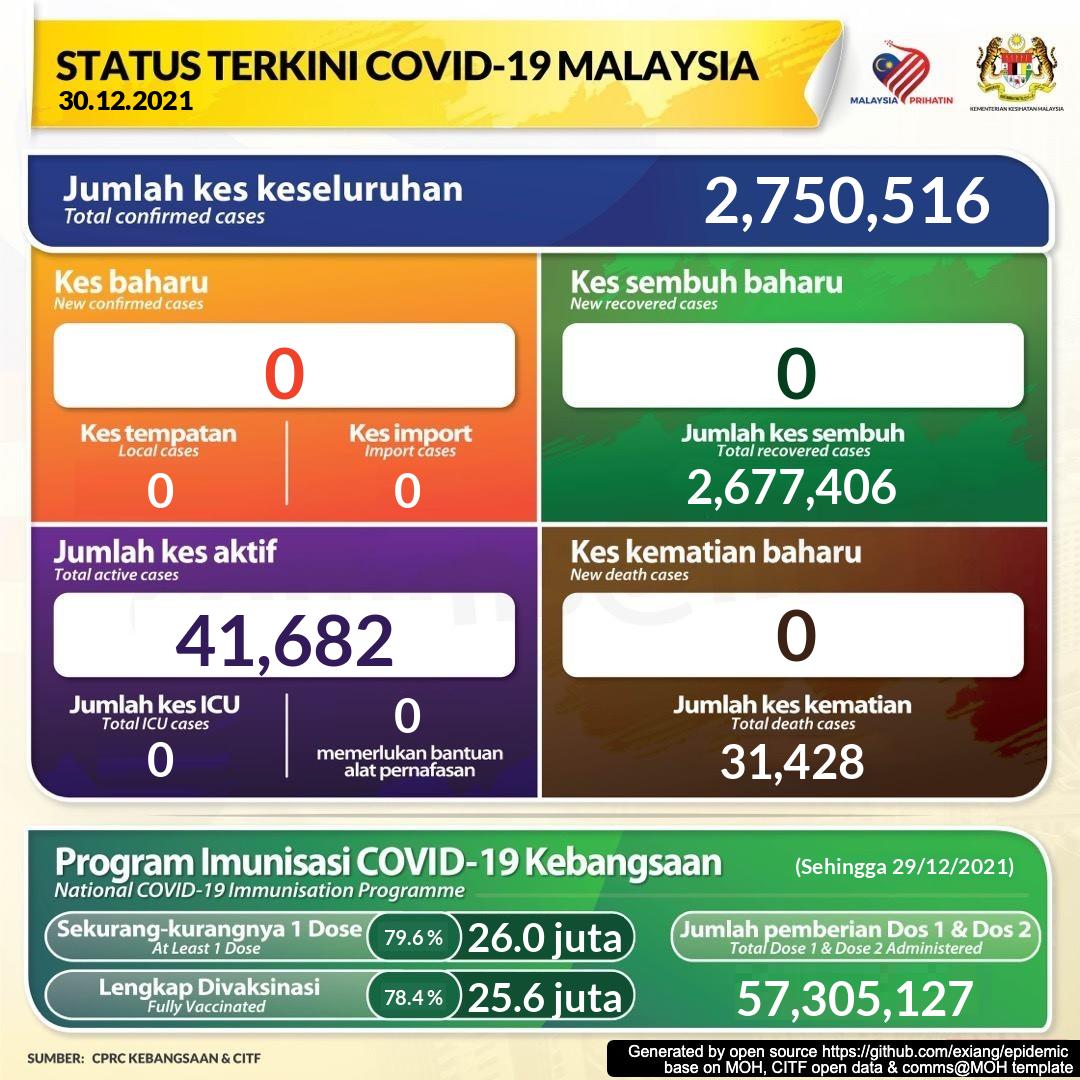 STATUS TERKINI COVID-19 MALAYSIA
30.12.2021
MALAYSIA PRIHATIN
KEMENTERIAN KESIHATAN MALAYSIA
Jumlah kes keseluruhan
Total confirmed cases
2,750,516
Kes baharu
New confirmed cases
0
Kes tempatan
Local cases
0
Kes import
Import cases
0
Kes sembuh baharu
New recovered cases
0
Jumlah kes sembuh
Total recovered cases
2,677,406
Jumlah kes aktif
Total active cases
41,682
Jumlah kes ICU
Total ICU cases
0
0
memerlukan bantuan
alat pernafasan
Kes kematian baharu
New death cases
0
Jumlah kes kematian
Total death cases
31,428
Program Imunisasi COVID-19 Kebangsaan
(Sehingga 29/12/2021)
National COVID-19 Immunisation Programme
Sekurang-kurangnya 1 Dose
At Least 1 Dose
79.6 %
26.0 juta
Lengkap Divaksinasi
Fully Vaccinated
78.4 %
25.6 juta
Jumlah pemberian Dos 1 & Dos 2
Total Dose 1 & Dose 2 Administered
57,305,127
SUMBER: CPRC KEBANGSAAN & CITF
Generated by open source https://github.com/exiang/epidemic
base on MOH, CITF open data & comms@MOH template